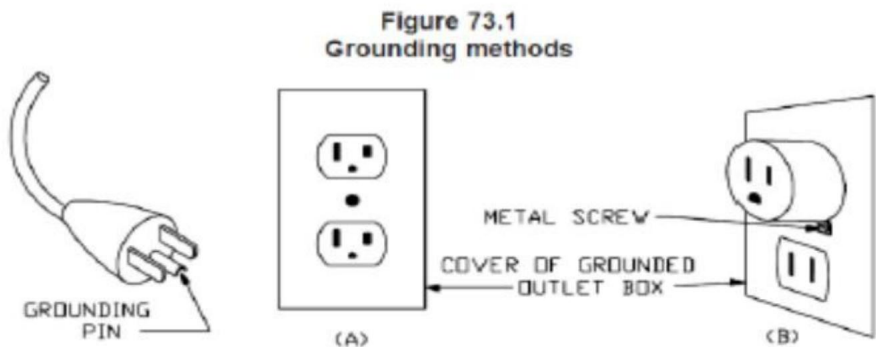 Figure 73.1
Grounding methods
METAL SCREW
COVER OF GROUNDED
OUTLET BOX
GROUNDING
PIN
(A)
(B)